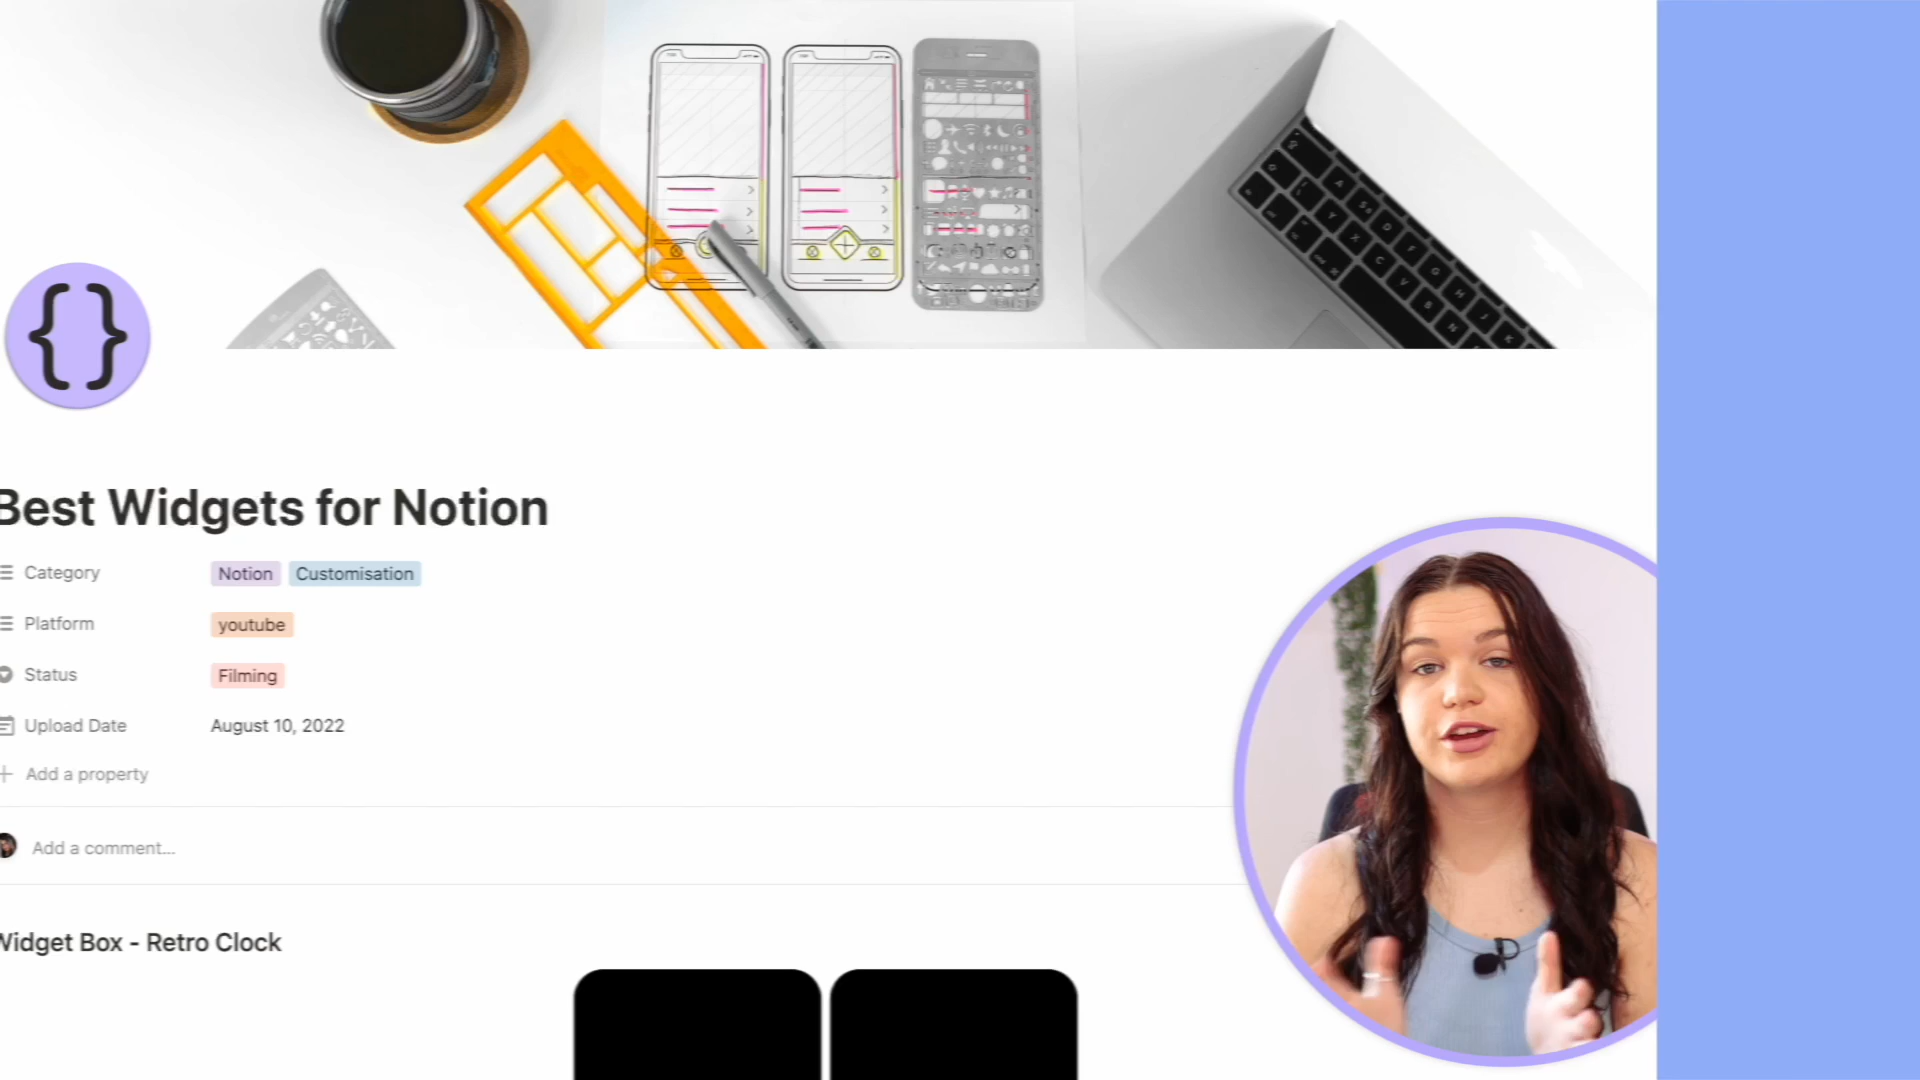 Best Widgets for Notion
Category Notion Customisation
Platform youtube
Status Filming
Upload Date August 10, 2022
Add a property
Add a comment...
Widget Box - Retro Clock